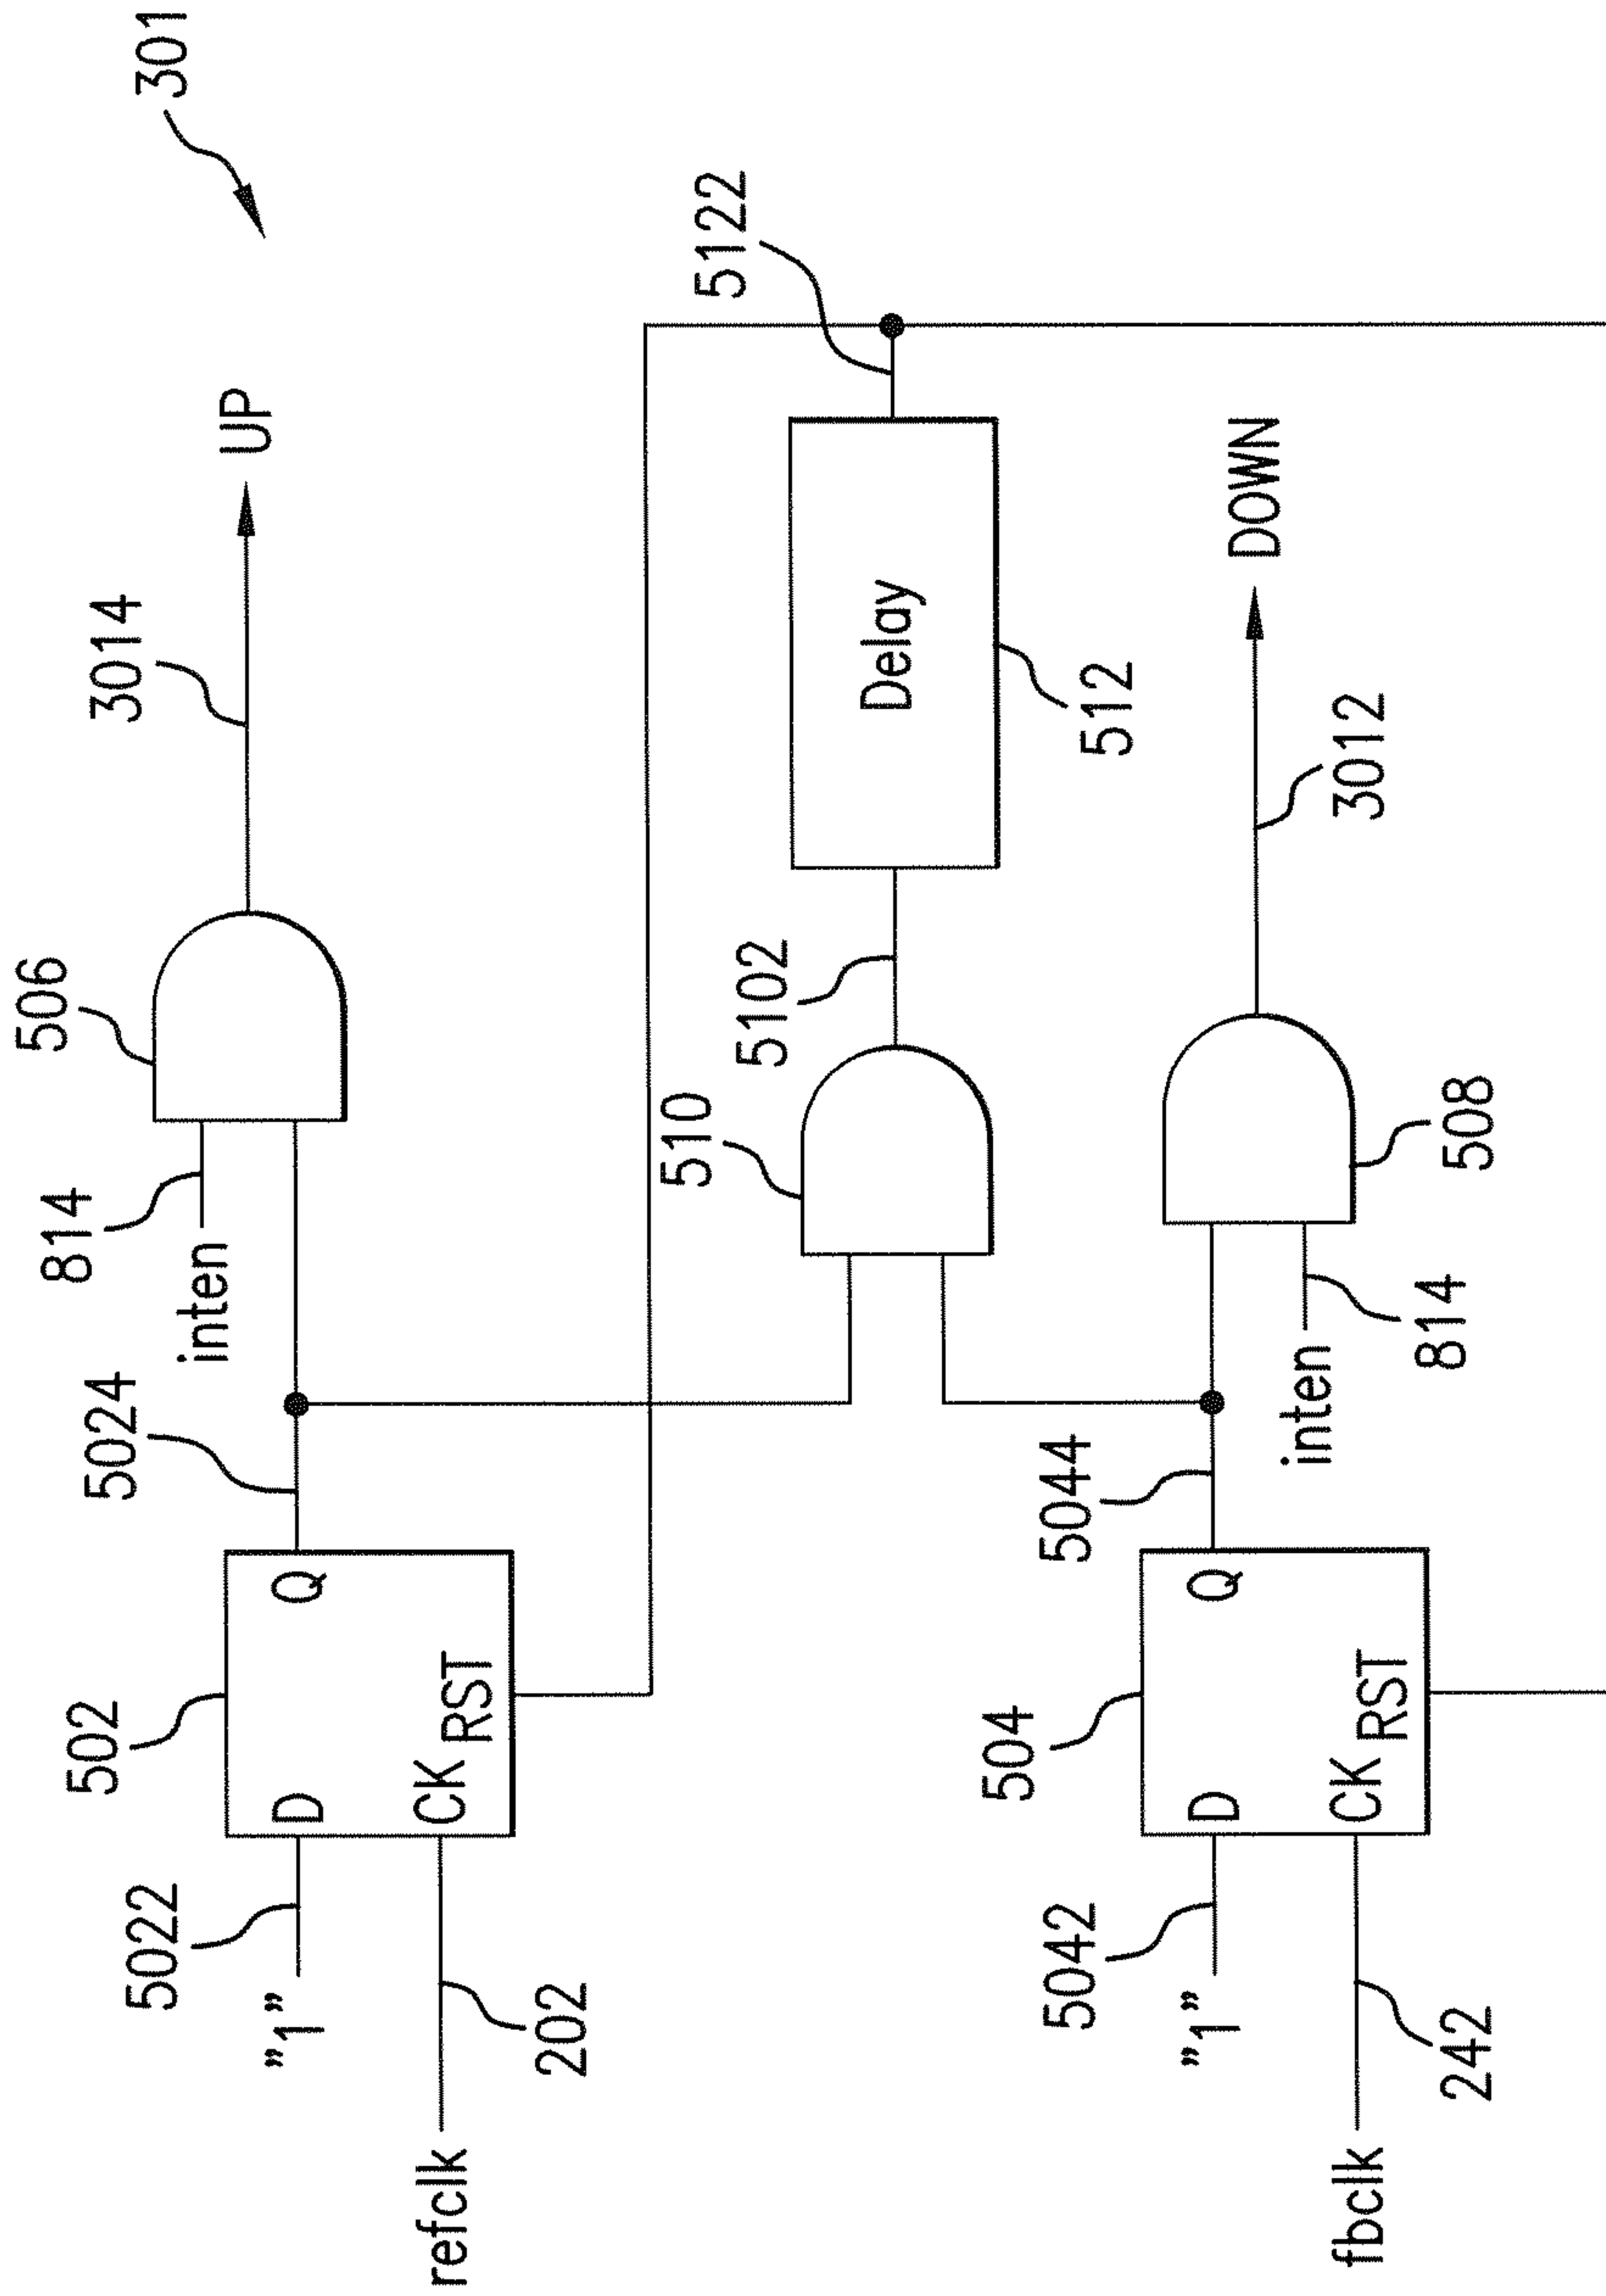 301
506
3014
UP
814
inten
5024
502
5022
"1"
D
Q
CK
RST
202
refclk
5122
510
5102
Delay
512
5044
504
5042
"1"
D
Q
CK
RST
242
fbclk
inten
814
508
3012
DOWN